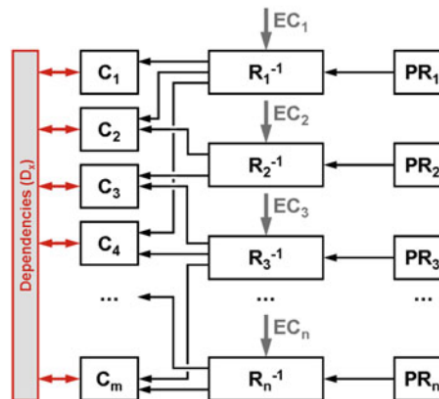 EC₁
C₁ R₁⁻¹ PR₁
EC₂
C₂
R₂⁻¹ PR₂
C₃
EC₃
C₄
R₃⁻¹ PR₃
... ... ...
ECₙ
Cₘ Rₙ⁻¹ PRₙ
Dependencies (Dₓ)